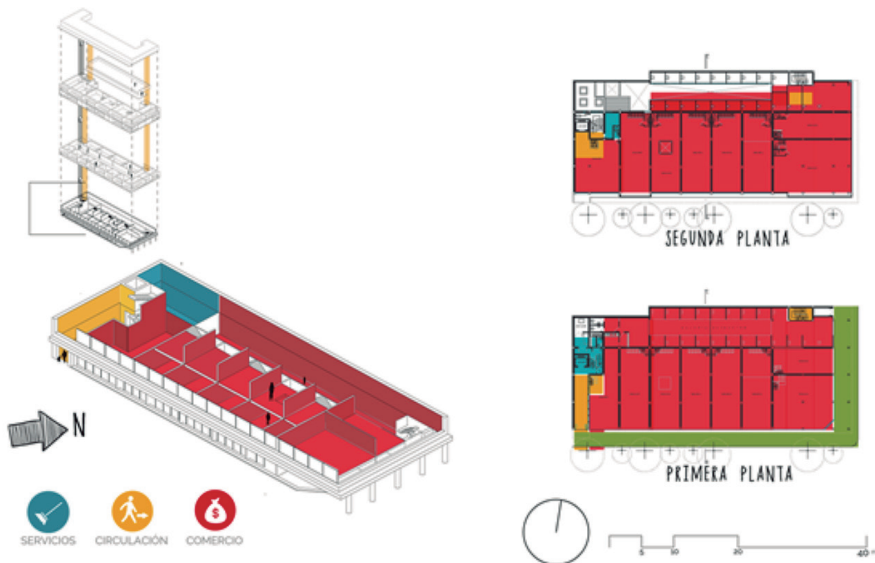 SEGUNDA PLANTA
N
PRIMERA PLANTA
$
SERVICIOS CIRCULACIÓN COMERCIO
5 10 20 40